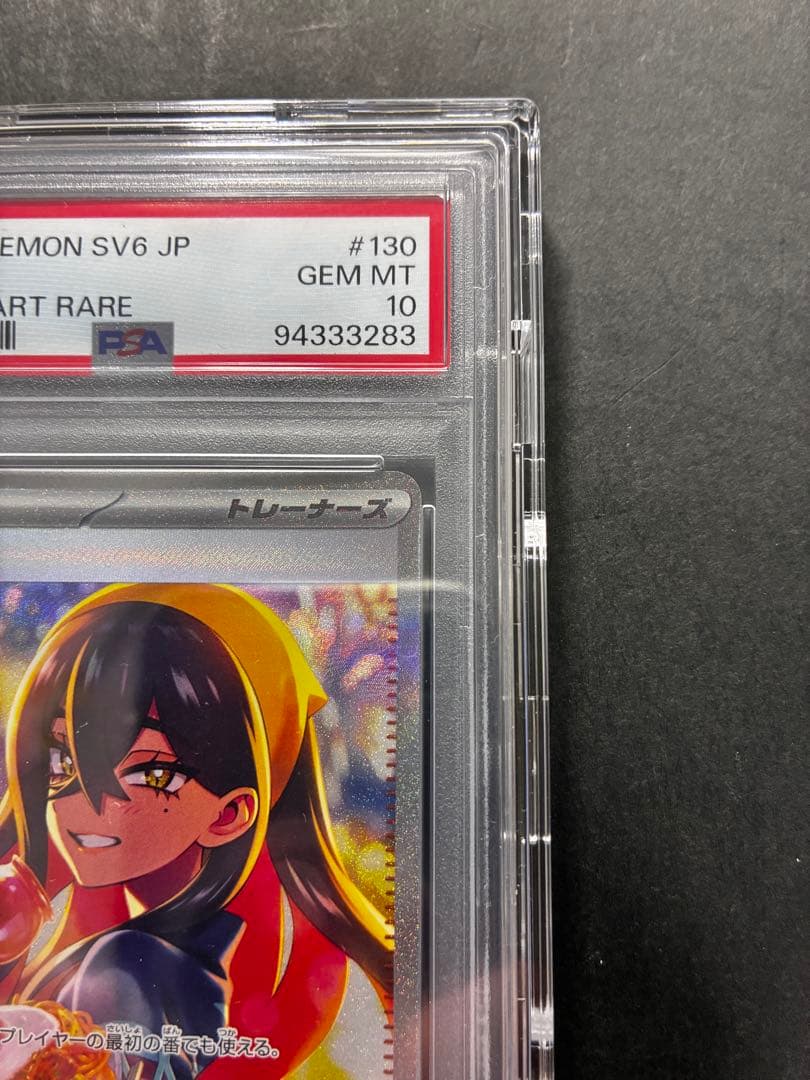 EMON SV6 JP #130
GEM MT
ART RARE 10
PSA 94333283
トレーナーズ
プレイヤーの最初の番でも使える。